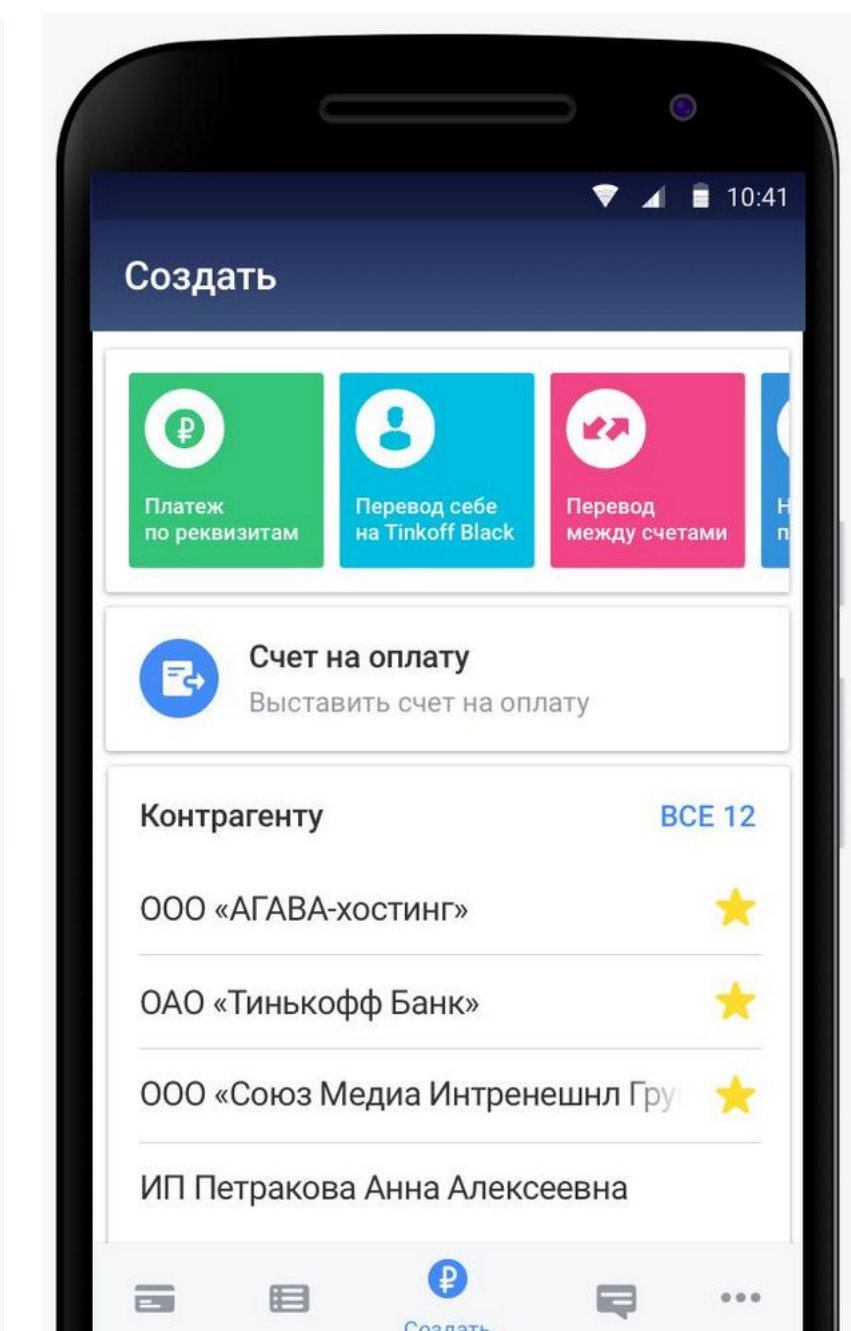 10:41
Создать
Платеж
по реквизитам
Перевод себе
на Tinkoff Black
Перевод
между счетами
Счет на оплату
Выставить счет на оплату
Контрагенту
ВСЕ 12
ООО «АГАВА-хостинг»
ОАО «Тинькофф Банк»
ООО «Союз Медиа Интренешнл Гру
ИП Петракова Анна Алексеевна
Создать